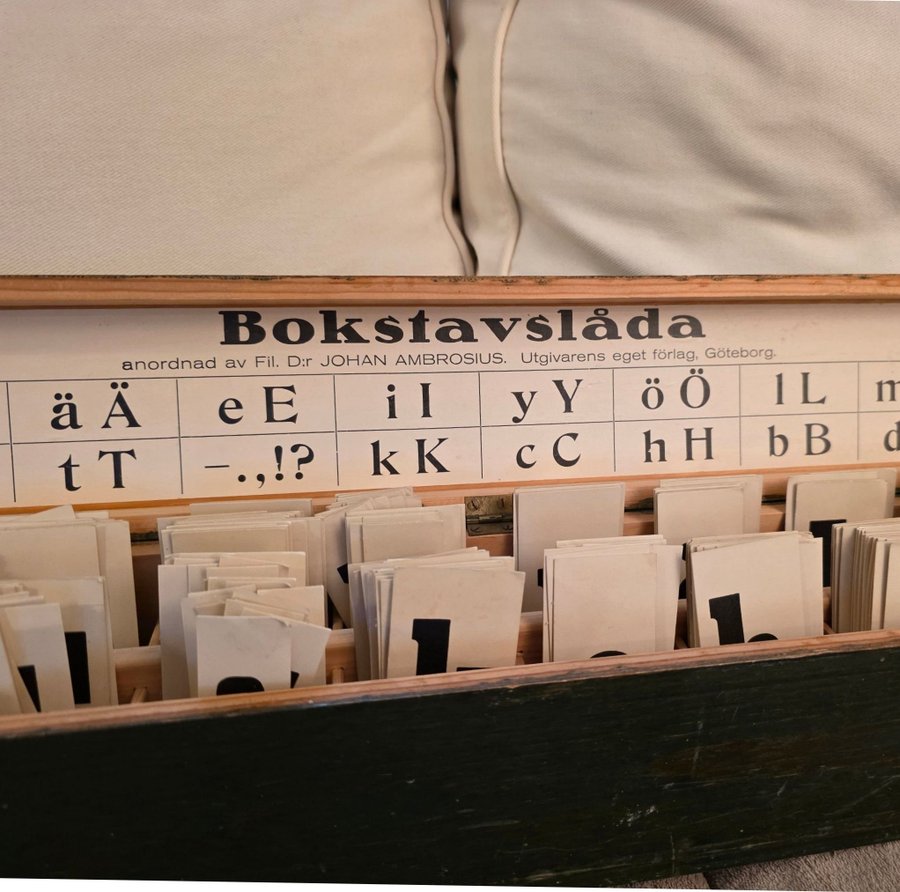 Bokstavslåda
anordnad av Fil. D:r JOHAN AMBROSIUS. Utgivarens eget förlag, Göteborg.
ä Ä e E i I y Y ö Ö l L m
t T – . , ! ? k K c C h H b B d